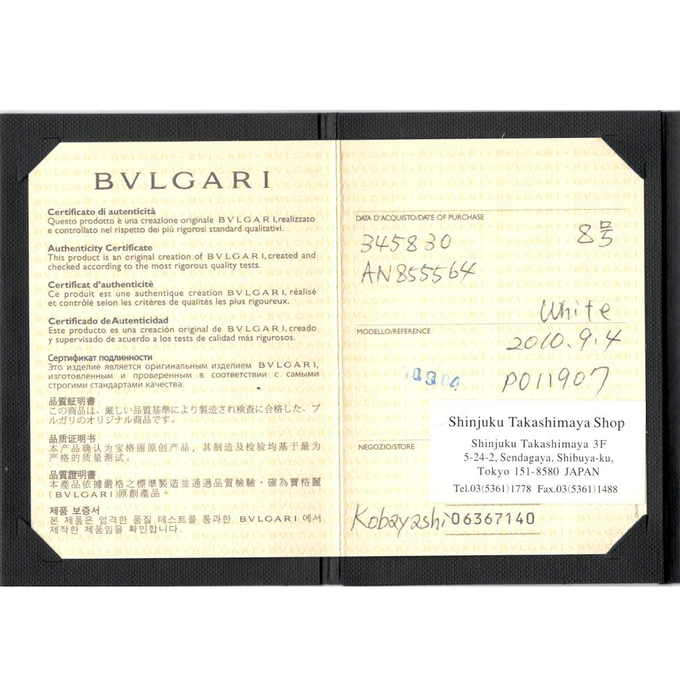 BVLGARI
Certificato di autenticità
Questo prodotto è una creazione originale BVLGARI, realizzato
e controllato nel rispetto dei più rigorosi standard qualitativi.
Authenticity Certificate
This product is an original creation of BVLGARI, created and
checked according to the most rigorous quality tests.
Certificat d'authenticité
Ce produit est une authentique création BVLGARI, réalisé
et contrôlé selon les critères de qualités les plus rigoureux.
Certificado de Autenticidad
Este producto es una creación original de BVLGARI, creado
y supervisado de acuerdo a los tests de calidad más rigurosos.
Сертификат подлинности
Это изделие является оригинальным изделием BVLGARI,
изготовленным и проверенным в соответствии с самыми
строгими стандартами качества.
品質証明書
この商品は、厳しい品質基準により製造され検査に合格した、ブ
ルガリのオリジナル商品です。
品质证明书
本产品确认为宝格丽原创产品，其制造及检验均基于最为
严格的质量测试。
品質證明書
本產品依據嚴格之標準製造並通過品質檢驗，確為寶格麗
(BVLGARI)原創產品。
제품 보증서
본 제품은 엄격한 품질 테스트를 통과한, BVLGARI 에서
제작한 제품임을 확인합니다.
DATA D'ACQUISTO/DATE OF PURCHASE
345830 8号
AN855564
White
MODELLO/REFERENCE
2010.9.4
P011907
NEGOZIO/STORE
Shinjuku Takashimaya Shop
Shinjuku Takashimaya 3F
5-24-2, Sendagaya, Shibuya-ku,
Tokyo 151-8580 JAPAN
Tel.03(5361)1778 Fax.03(5361)1488
Kobayashi 06367140